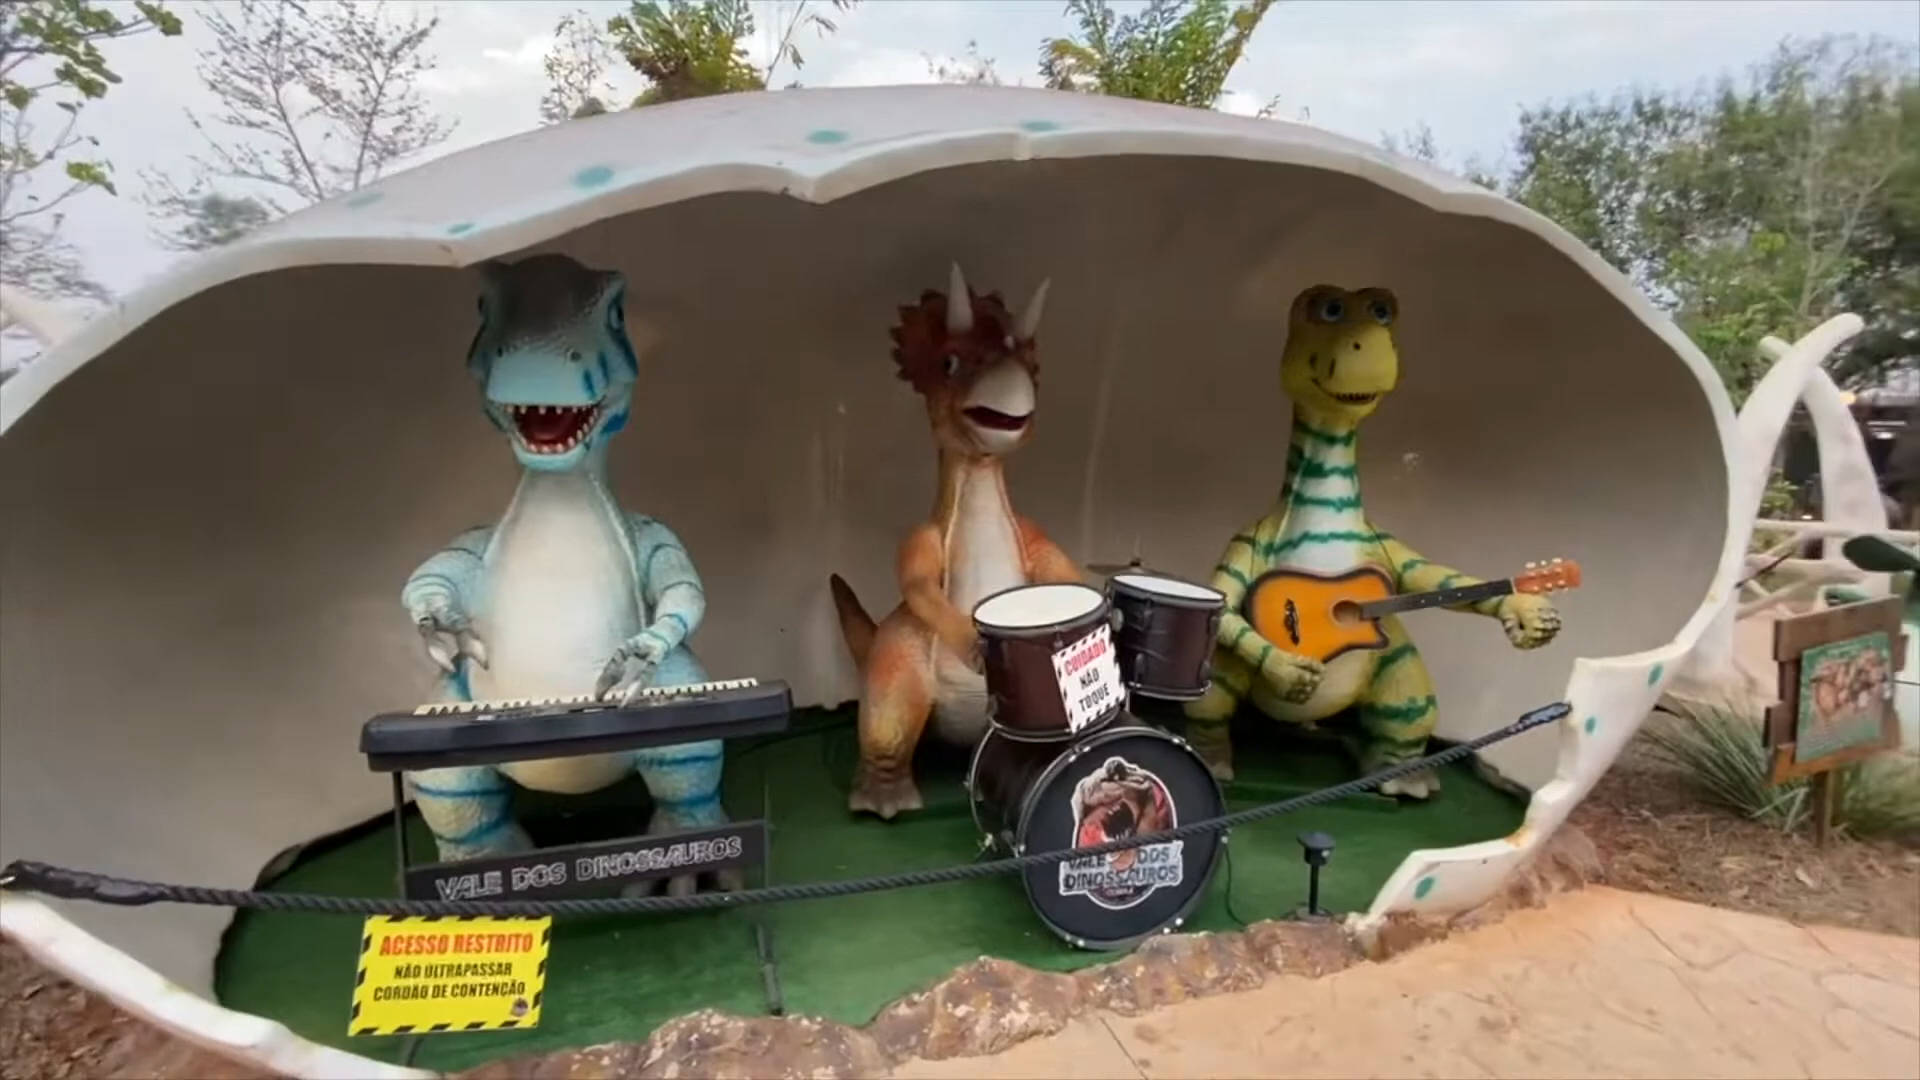 CUIDADO
NÃO
TOQUE
VALE DOS DINOSSAUROS
VALE DOS
DINOSSAUROS
ACESSO RESTRITO
NÃO ULTRAPASSAR
CORDÃO DE CONTENÇÃO